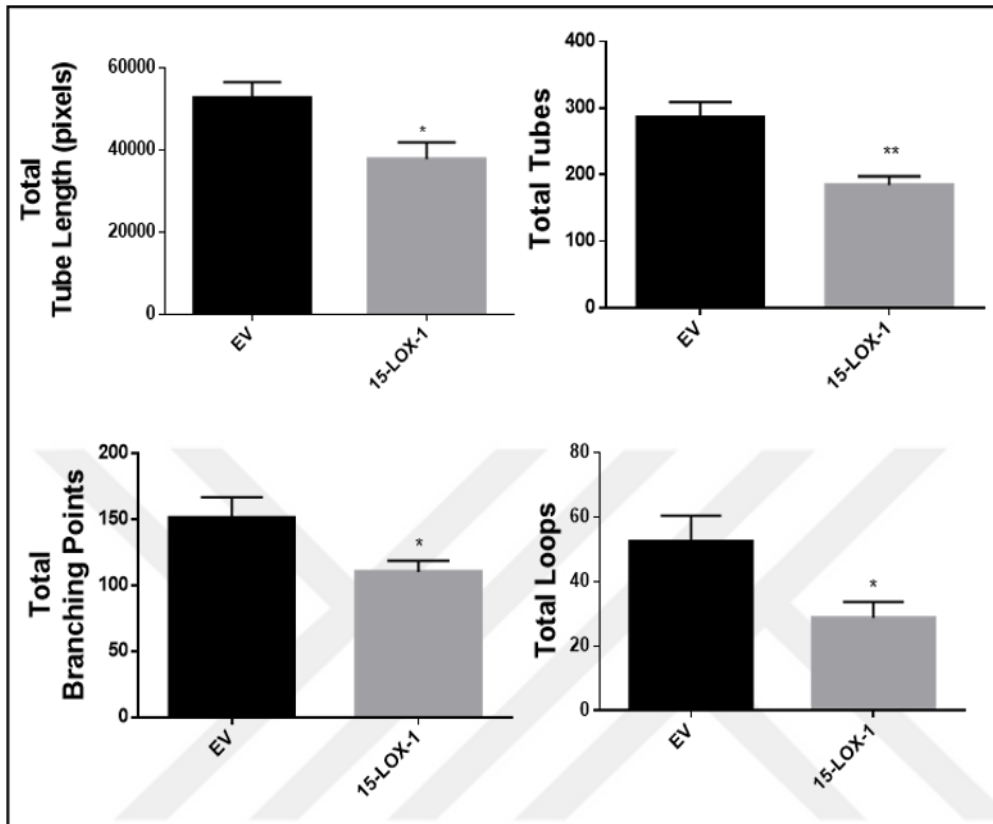 Total
Tube Length (pixels)
60000
40000
20000
0
*
EV
15-LOX-1
Total Tubes
400
300
200
100
0
**
EV
15-LOX-1
Total
Branching Points
200
150
100
50
0
*
EV
15-LOX-1
Total Loops
80
60
40
20
0
*
EV
15-LOX-1